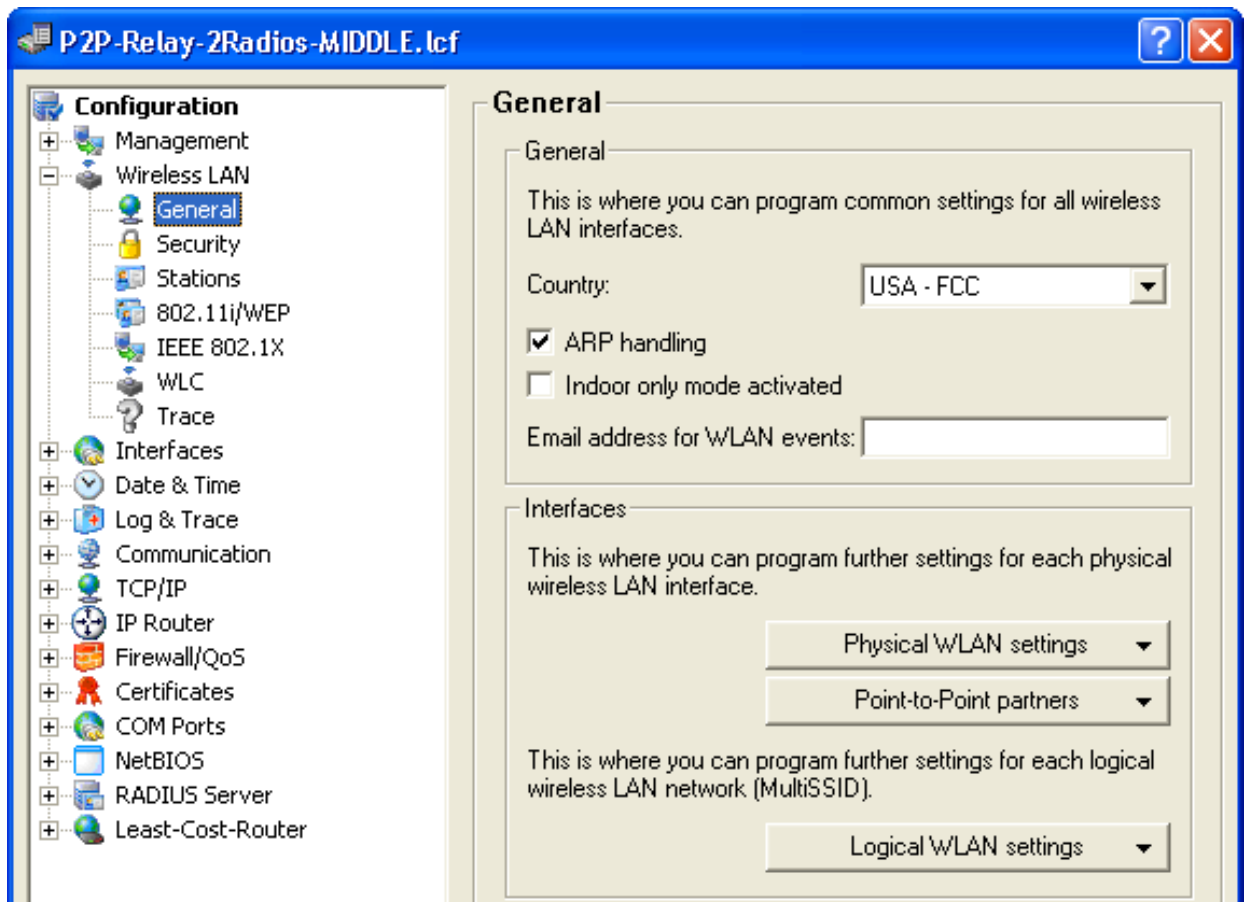 P2P-Relay-2Radios-MIDDLE.lcf
?
Configuration
Management
Wireless LAN
General
Security
Stations
802.11i/WEP
IEEE 802.1X
WLC
Trace
Interfaces
Date & Time
Log & Trace
Communication
TCP/IP
IP Router
Firewall/QoS
Certificates
COM Ports
NetBIOS
RADIUS Server
Least-Cost-Router
General
General
This is where you can program common settings for all wireless
LAN interfaces.
Country: USA - FCC
ARP handling
Indoor only mode activated
Email address for WLAN events:
Interfaces
This is where you can program further settings for each physical
wireless LAN interface.
Physical WLAN settings
Point-to-Point partners
This is where you can program further settings for each logical
wireless LAN network (MultiSSID).
Logical WLAN settings